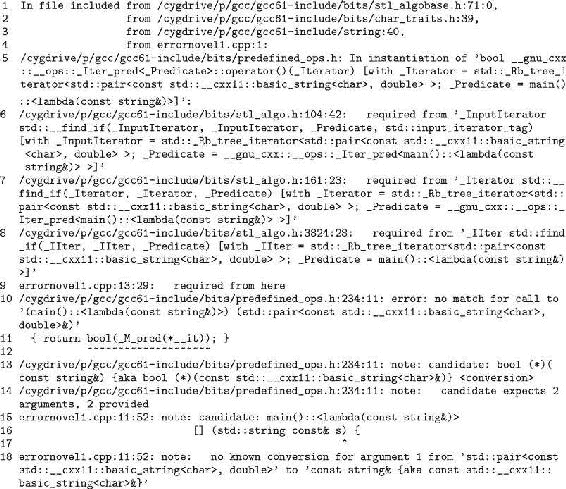 1 In file included from /cygdrive/p/gcc/gcc61-include/bits/stl_algobase.h:71:0,
2 from /cygdrive/p/gcc/gcc61-include/bits/char_traits.h:39,
3 from /cygdrive/p/gcc/gcc61-include/string:40,
4 from errornovel1.cpp:1:
5 /cygdrive/p/gcc/gcc61-include/bits/predefined_ops.h: In instantiation of 'bool __gnu_cxx
::__ops::_Iter_pred<_Predicate>::operator()(_Iterator) [with _Iterator = std::_Rb_tree_i
terator<std::pair<const std::__cxx11::basic_string<char>, double> >; _Predicate = main()
::<lambda(const string&)>]':
6 /cygdrive/p/gcc/gcc61-include/bits/stl_algo.h:104:42: required from '_InputIterator
std::__find_if(_InputIterator, _InputIterator, _Predicate, std::input_iterator_tag)
[with _InputIterator = std::_Rb_tree_iterator<std::pair<const std::__cxx11::basic_string
<char>, double> >; _Predicate = __gnu_cxx::__ops::_Iter_pred<main()::<lambda(const
string&)> >]'
7 /cygdrive/p/gcc/gcc61-include/bits/stl_algo.h:161:23: required from '_Iterator std::__
find_if(_Iterator, _Iterator, _Predicate) [with _Iterator = std::_Rb_tree_iterator<std::
pair<const std::__cxx11::basic_string<char>, double> >; _Predicate = __gnu_cxx::__ops::_
Iter_pred<main()::<lambda(const string&)> >]'
8 /cygdrive/p/gcc/gcc61-include/bits/stl_algo.h:3824:28: required from '_IIter std::find
_if(_IIter, _IIter, _Predicate) [with _IIter = std::_Rb_tree_iterator<std::pair<const
std::__cxx11::basic_string<char>, double> >; _Predicate = main()::<lambda(const string&)
>]'
9 errornovel1.cpp:13:29: required from here
10 /cygdrive/p/gcc/gcc61-include/bits/predefined_ops.h:234:11: error: no match for call to
'(main()::<lambda(const string&)>) (std::pair<const std::__cxx11::basic_string<char>,
double>&)'
11 { return bool(_M_pred(*__it)); }
12 ^~~~~~~~~~~~~~~~~~~~
13 /cygdrive/p/gcc/gcc61-include/bits/predefined_ops.h:234:11: note: candidate: bool (*)(
const string&) {aka bool (*)(const std::__cxx11::basic_string<char>&)} <conversion>
14 /cygdrive/p/gcc/gcc61-include/bits/predefined_ops.h:234:11: note: candidate expects 2
arguments, 2 provided
15 errornovel1.cpp:11:52: note: candidate: main()::<lambda(const string&)>
16 [] (std::string const& s) {
17 ^
18 errornovel1.cpp:11:52: note: no known conversion for argument 1 from 'std::pair<const
std::__cxx11::basic_string<char>, double>' to 'const string& {aka const std::__cxx11::
basic_string<char>&}'